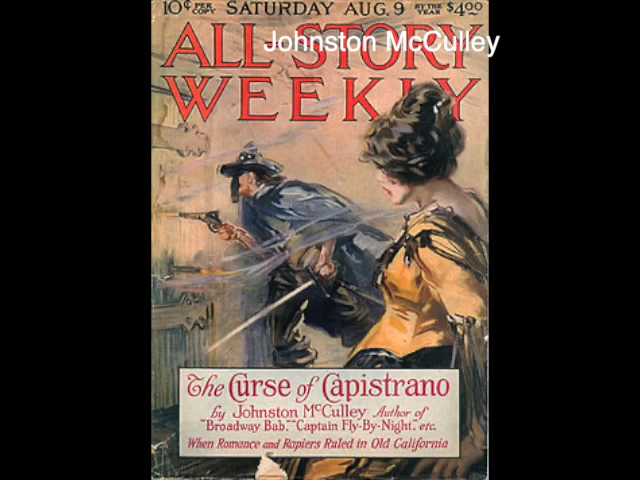 10¢ PER COPY SATURDAY AUG. 9 BY THE YEAR $4.00
Johnston McCulley
ALL-STORY
WEEKLY
The Curse of Capistrano
By Johnston McCulley Author of
"Broadway Bab," "Captain Fly-By-Night," etc.
When Romance and Rapiers Ruled in Old California